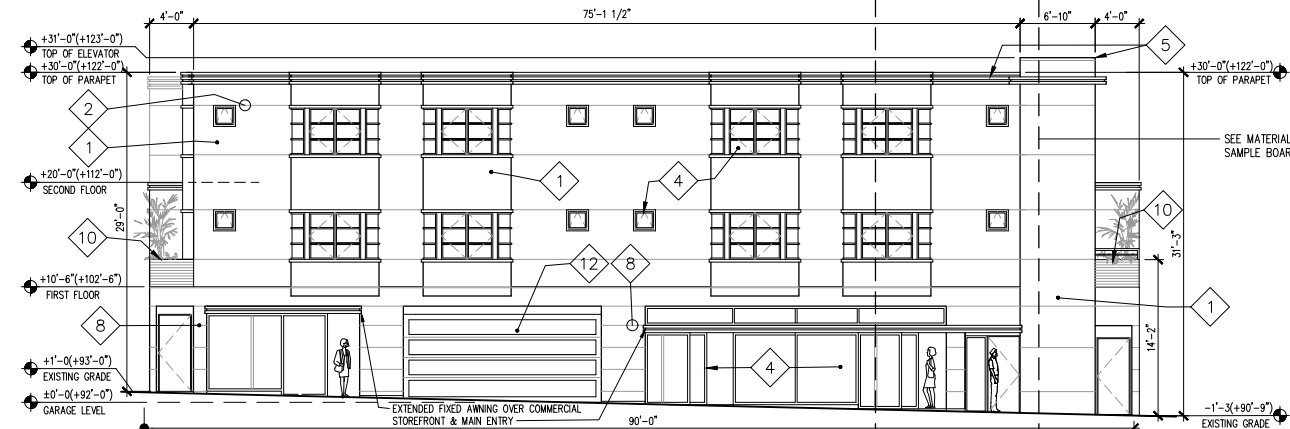 4'-0"
75'-1 1/2"
6'-10"
4'-0"
+31'-0"(+123'-0")
TOP OF ELEVATOR
+30'-0"(+122'-0")
TOP OF PARAPET
5
+30'-0"(+122'-0")
TOP OF PARAPET
2
1
SEE MATERIAL
SAMPLE BOAR
+20'-0"(+112'-0")
SECOND FLOOR
1
4
29'-0"
10
10
31'-3"
12
8
+10'-6"(+102'-6")
FIRST FLOOR
8
1
14'-2"
+1'-0(+93'-0")
EXISTING GRADE
4
±0'-0(+92'-0")
GARAGE LEVEL
EXTENDED FIXED AWNING OVER COMMERCIAL
STOREFRONT & MAIN ENTRY
90'-0"
-1'-3(+90'-9")
EXISTING GRADE